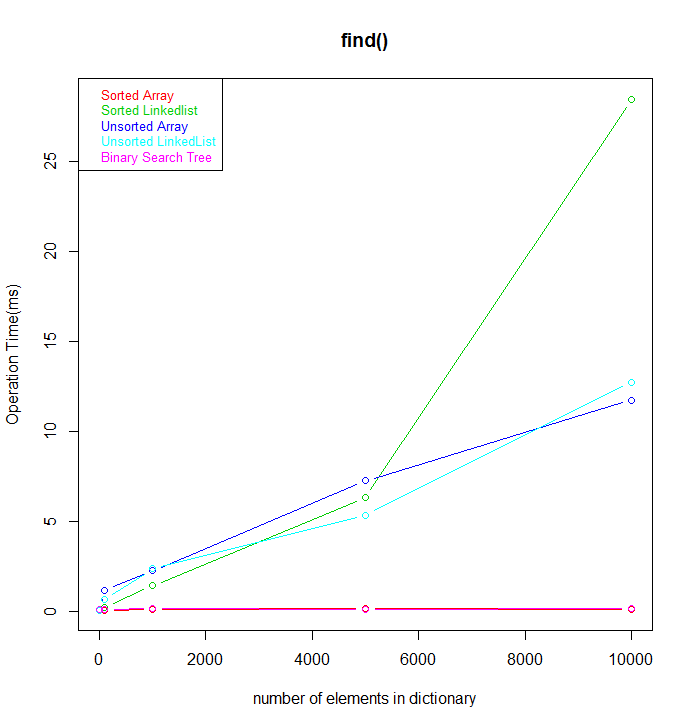 find()
Sorted Array
Sorted Linkedlist
Unsorted Array
Unsorted LinkedList
Binary Search Tree
Operation Time(ms)
25
20
15
10
5
0
0 2000 4000 6000 8000 10000
number of elements in dictionary